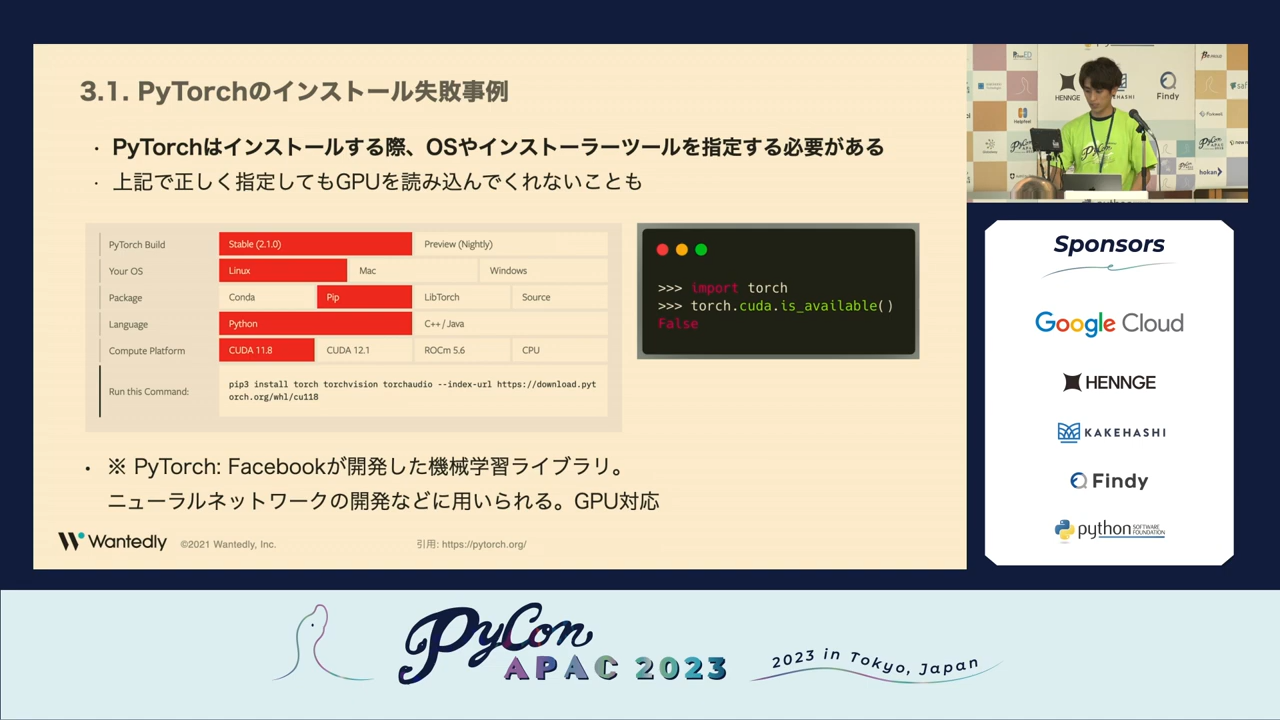 3.1. PyTorchのインストール失敗事例
・ PyTorchはインストールする際、OSやインストーラーツールを指定する必要がある
・ 上記で正しく指定してもGPUを読み込んでくれないことも
PyTorch Build Stable (2.1.0) Preview (Nightly)
Your OS Linux Mac Windows
Package Conda Pip LibTorch Source
Language Python C++ / Java
Compute Platform CUDA 11.8 CUDA 12.1 ROCm 5.6 CPU
Run this Command: pip3 install torch torchvision torchaudio --index-url https://download.pyt
orch.org/whl/cu118
>>> import torch
>>> torch.cuda.is_available()
False
・ ※ PyTorch: Facebookが開発した機械学習ライブラリ。
ニューラルネットワークの開発などに用いられる。GPU対応
Wantedly ©2021 Wantedly, Inc. 引用: https://pytorch.org/
HENNGE
Findy
Sponsors
Google Cloud
HENNGE
KAKEHASHI
Findy
python SOFTWARE FOUNDATION
PyCon
APAC 2023
2023 in Tokyo, Japan